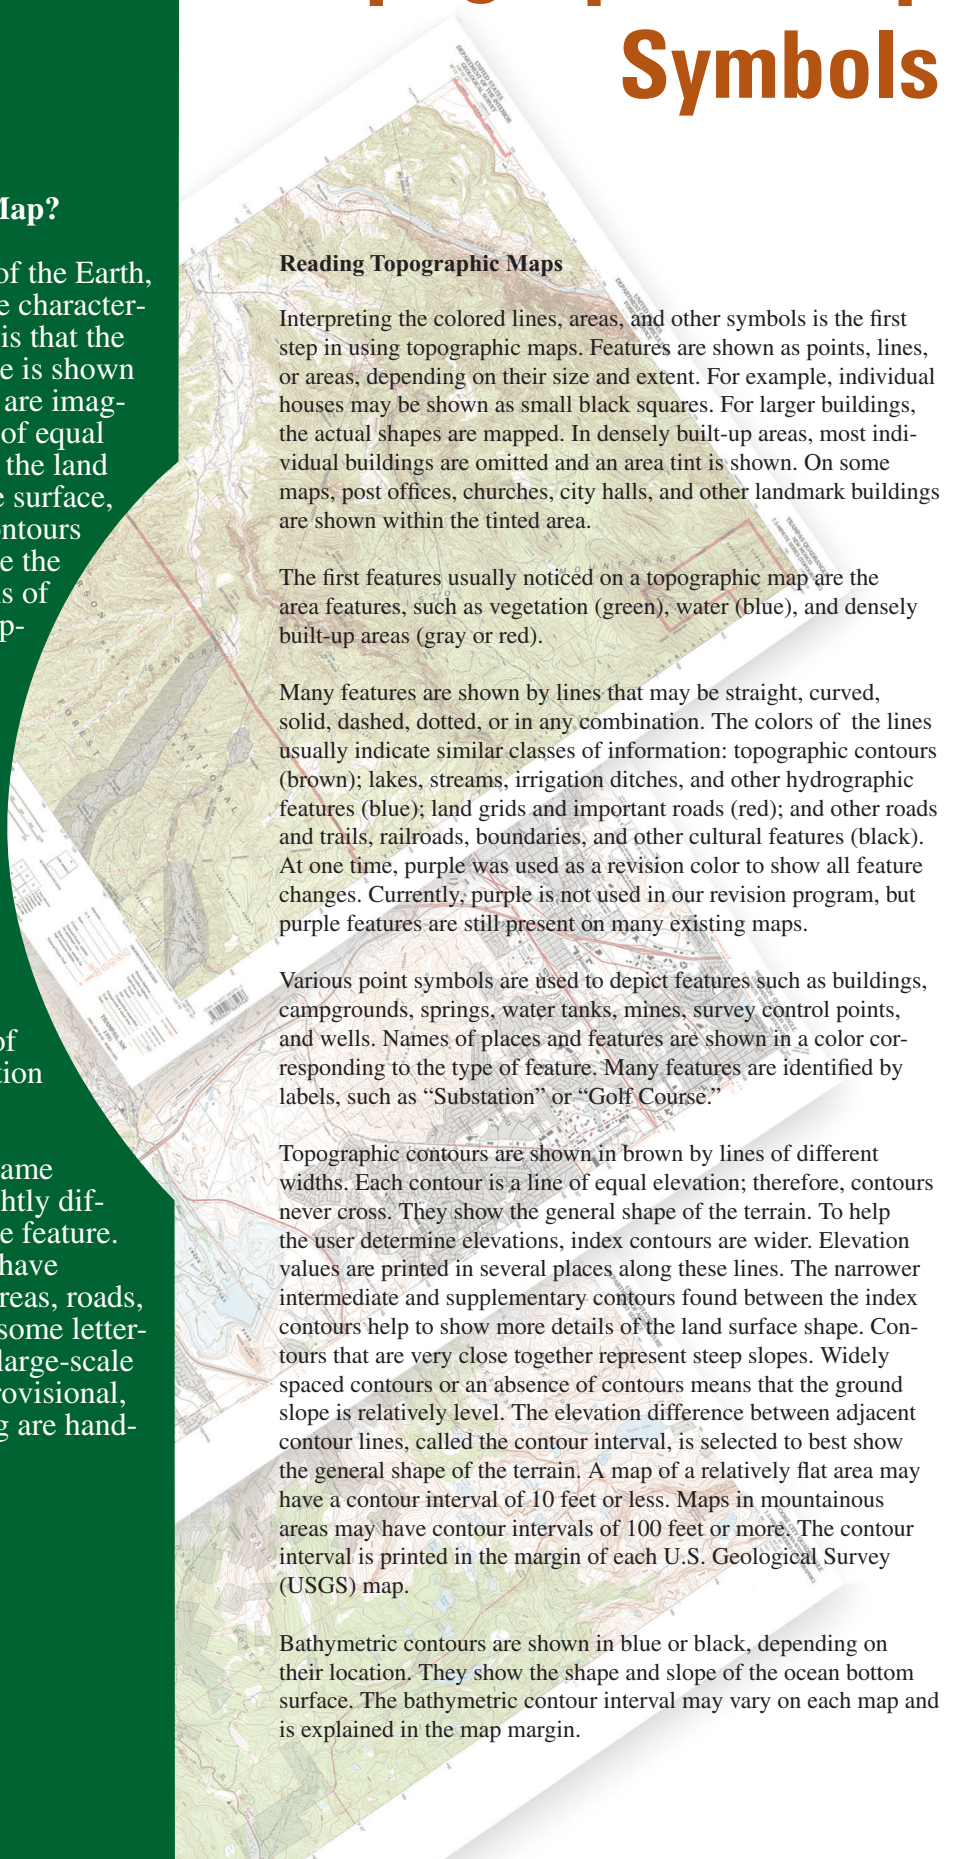 Symbols
Map?
of the Earth,
e character-
is that the
e is shown
are imag-
of equal
the land
e surface,
ontours
e the
s of
p-
of
tion
ame
htly dif-
e feature.
have
reas, roads,
some letter-
large-scale
rovisional,
g are hand-
Reading Topographic Maps
Interpreting the colored lines, areas, and other symbols is the first
step in using topographic maps. Features are shown as points, lines,
or areas, depending on their size and extent. For example, individual
houses may be shown as small black squares. For larger buildings,
the actual shapes are mapped. In densely built-up areas, most indi-
vidual buildings are omitted and an area tint is shown. On some
maps, post offices, churches, city halls, and other landmark buildings
are shown within the tinted area.
The first features usually noticed on a topographic map are the
area features, such as vegetation (green), water (blue), and densely
built-up areas (gray or red).
Many features are shown by lines that may be straight, curved,
solid, dashed, dotted, or in any combination. The colors of the lines
usually indicate similar classes of information: topographic contours
(brown); lakes, streams, irrigation ditches, and other hydrographic
features (blue); land grids and important roads (red); and other roads
and trails, railroads, boundaries, and other cultural features (black).
At one time, purple was used as a revision color to show all feature
changes. Currently, purple is not used in our revision program, but
purple features are still present on many existing maps.
Various point symbols are used to depict features such as buildings,
campgrounds, springs, water tanks, mines, survey control points,
and wells. Names of places and features are shown in a color cor-
responding to the type of feature. Many features are identified by
labels, such as “Substation” or “Golf Course.”
Topographic contours are shown in brown by lines of different
widths. Each contour is a line of equal elevation; therefore, contours
never cross. They show the general shape of the terrain. To help
the user determine elevations, index contours are wider. Elevation
values are printed in several places along these lines. The narrower
intermediate and supplementary contours found between the index
contours help to show more details of the land surface shape. Con-
tours that are very close together represent steep slopes. Widely
spaced contours or an absence of contours means that the ground
slope is relatively level. The elevation difference between adjacent
contour lines, called the contour interval, is selected to best show
the general shape of the terrain. A map of a relatively flat area may
have a contour interval of 10 feet or less. Maps in mountainous
areas may have contour intervals of 100 feet or more. The contour
interval is printed in the margin of each U.S. Geological Survey
(USGS) map.
Bathymetric contours are shown in blue or black, depending on
their location. They show the shape and slope of the ocean bottom
surface. The bathymetric contour interval may vary on each map and
is explained in the map margin.
UNITED STATES
DEPARTMENT OF THE INTERIOR
GEOLOGICAL SURVEY